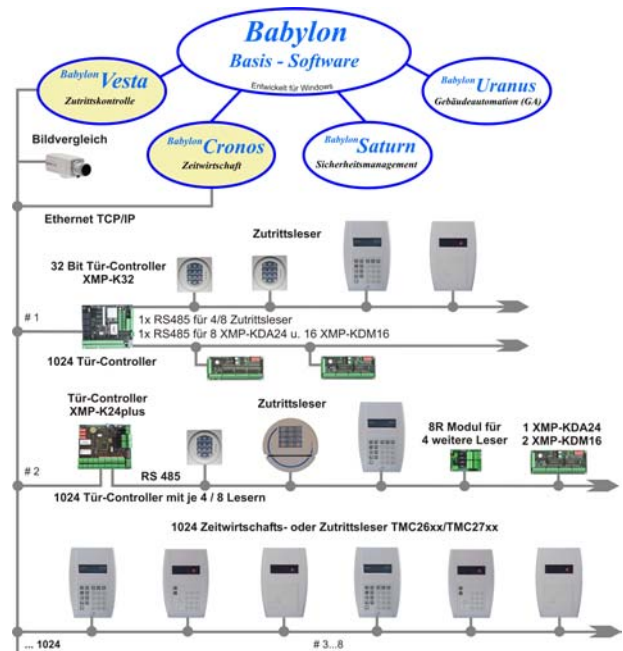 Babylon
Basis - Software
Entwickelt für Windows
Babylon Vesta
Zutrittskontrolle
Babylon Uranus
Gebäudeautomation (GA)
Babylon Cronos
Zeitwirtschaft
Babylon Saturn
Sicherheitsmanagement
Bildvergleich
Ethernet TCP/IP
Zutrittsleser
32 Bit Tür-Controller
XMP-K32
# 1
1x RS485 für 4/8 Zutrittsleser
1x RS485 für 8 XMP-KDA24 u. 16 XMP-KDM16
1024 Tür-Controller
Tür-Controller
XMP-K24plus
Zutrittsleser
8R Modul für
4 weitere Leser
1 XMP-KDA24
2 XMP-KDM16
# 2
RS 485
1024 Tür-Controller mit je 4 / 8 Lesern
1024 Zeitwirtschafts- oder Zutrittsleser TMC26xx/TMC27xx
... 1024
# 3...8